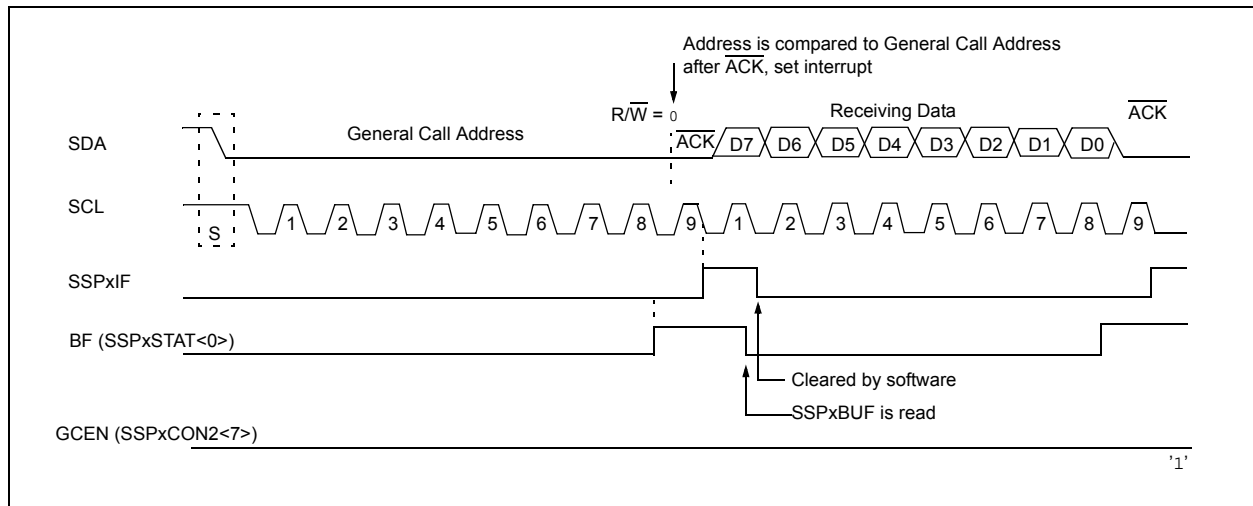 Address is compared to General Call Address
after ACK, set interrupt
R/W = 0
Receiving Data
ACK
General Call Address
SDA
ACK D7 D6 D5 D4 D3 D2 D1 D0
SCL
S
1 2 3 4 5 6 7 8 9 1 2 3 4 5 6 7 8 9
SSPxIF
BF (SSPxSTAT<0>)
Cleared by software
SSPxBUF is read
GCEN (SSPxCON2<7>)
'1'